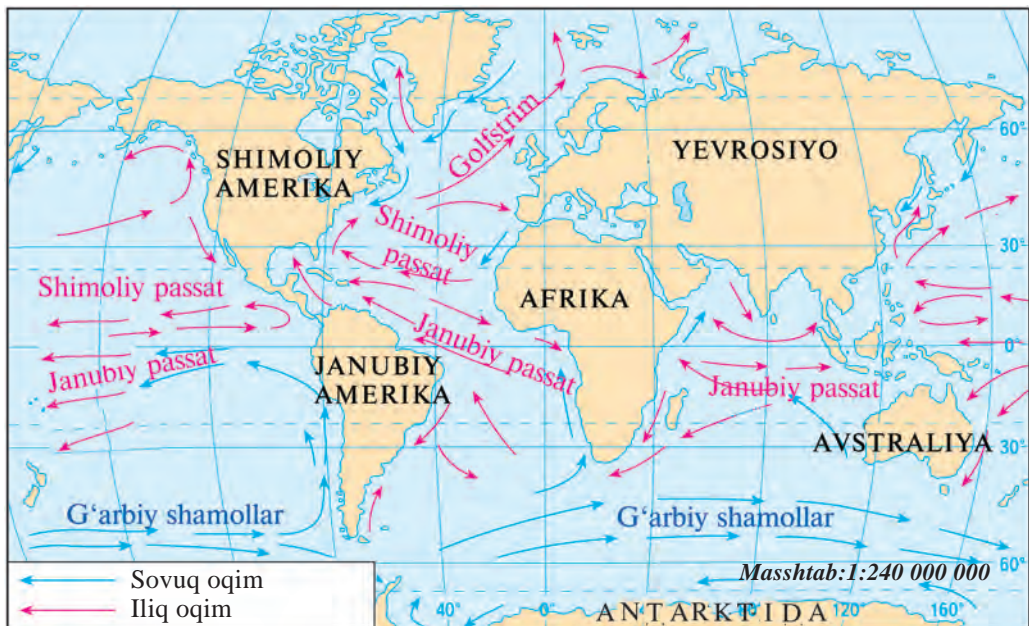 Golfstrim
60°
SHIMOLIY
AMERIKA
YEVROSIYO
Shimoliy
passat
30°
Shimoliy passat
AFRIKA
Janubiy passat
0°
Janubiy passat
JANUBIY
AMERIKA
Janubiy passat
AVSTRALIYA
30°
G‘arbiy shamollar
G‘arbiy shamollar
60°
Sovuq oqim
Iliq oqim
Masshtab:1:240 000 000
40°
0
40°
80°
120°
160°
ANTARKTIDA